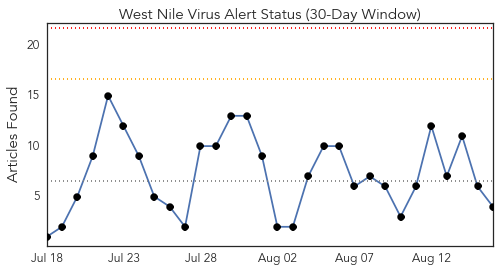 West Nile Virus Alert Status (30-Day Window)
Articles Found
20
15
10
5
Jul 18 Jul 23 Jul 28 Aug 02 Aug 07 Aug 12